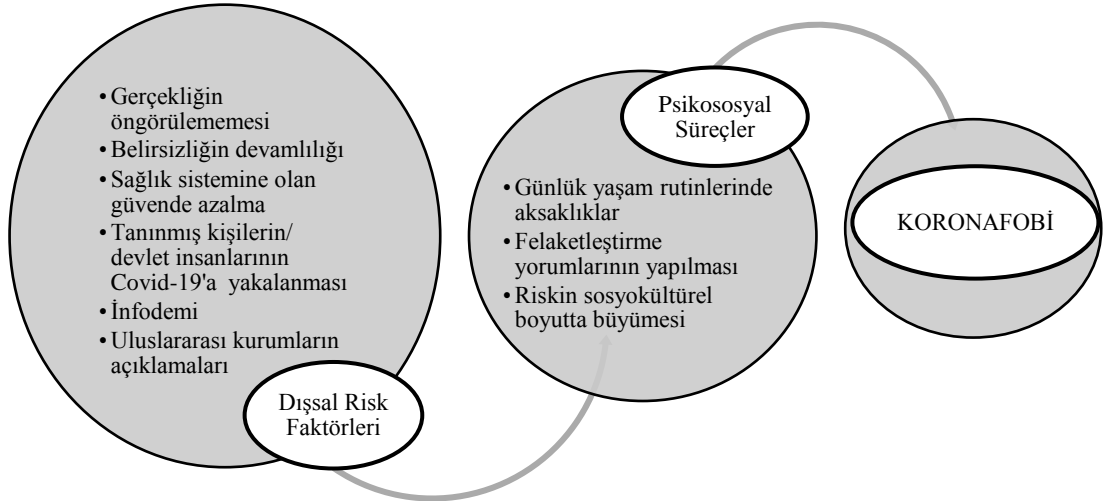 • Gerçekliğin
öngörülememesi
• Belirsizliğin devamlılığı
• Sağlık sistemine olan
güvende azalma
• Tanınmış kişilerin/
devlet insanlarının
Covid-19'a yakalanması
• İnfodemi
• Uluslararası kurumların
açıklamaları
Dışsal Risk
Faktörleri
Psikososyal
Süreçler
• Günlük yaşam rutinlerinde
aksaklıklar
• Felaketleştirme
yorumlarının yapılması
• Riskin sosyokültürel
boyutta büyümesi
KORONAFOBİ